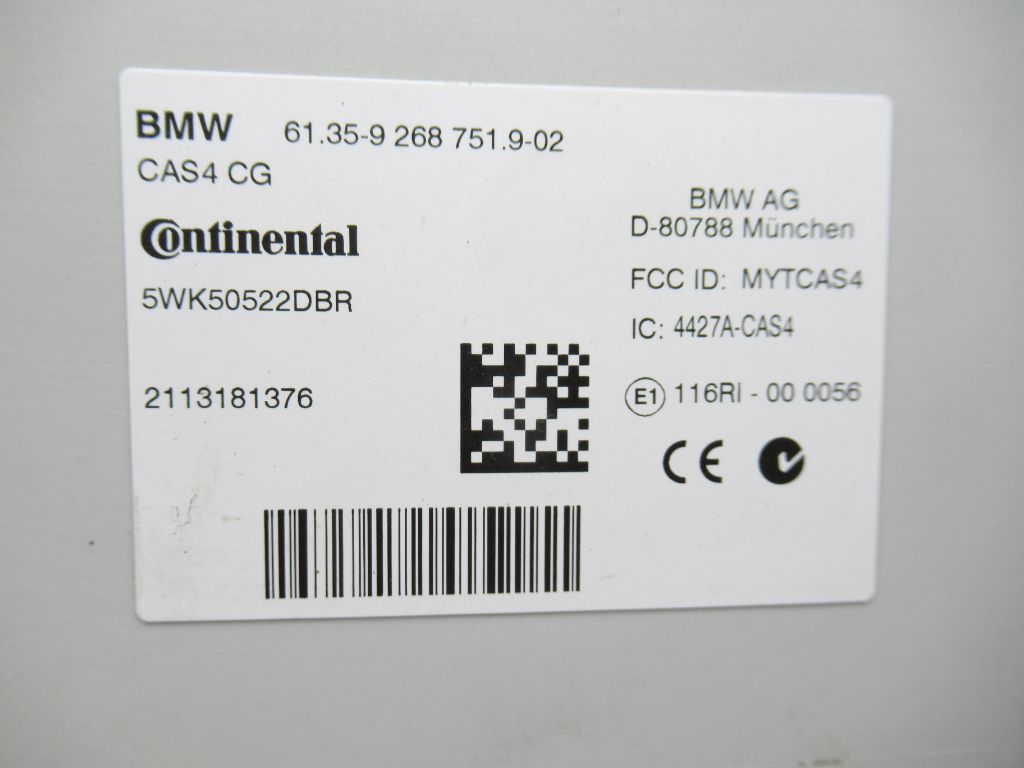 BMW 61.35-9 268 751.9-02
CAS4 CG
Continental
5WK50522DBR
2113181376
BMW AG
D-80788 München
FCC ID: MYTCAS4
IC: 4427A-CAS4
E1 116RI - 00 0056
CE